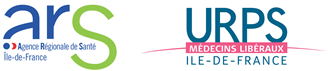 ars
Agence Régionale de Santé
Île-de-France
URPS
MÉDECINS LIBÉRAUX
ILE-DE-FRANCE